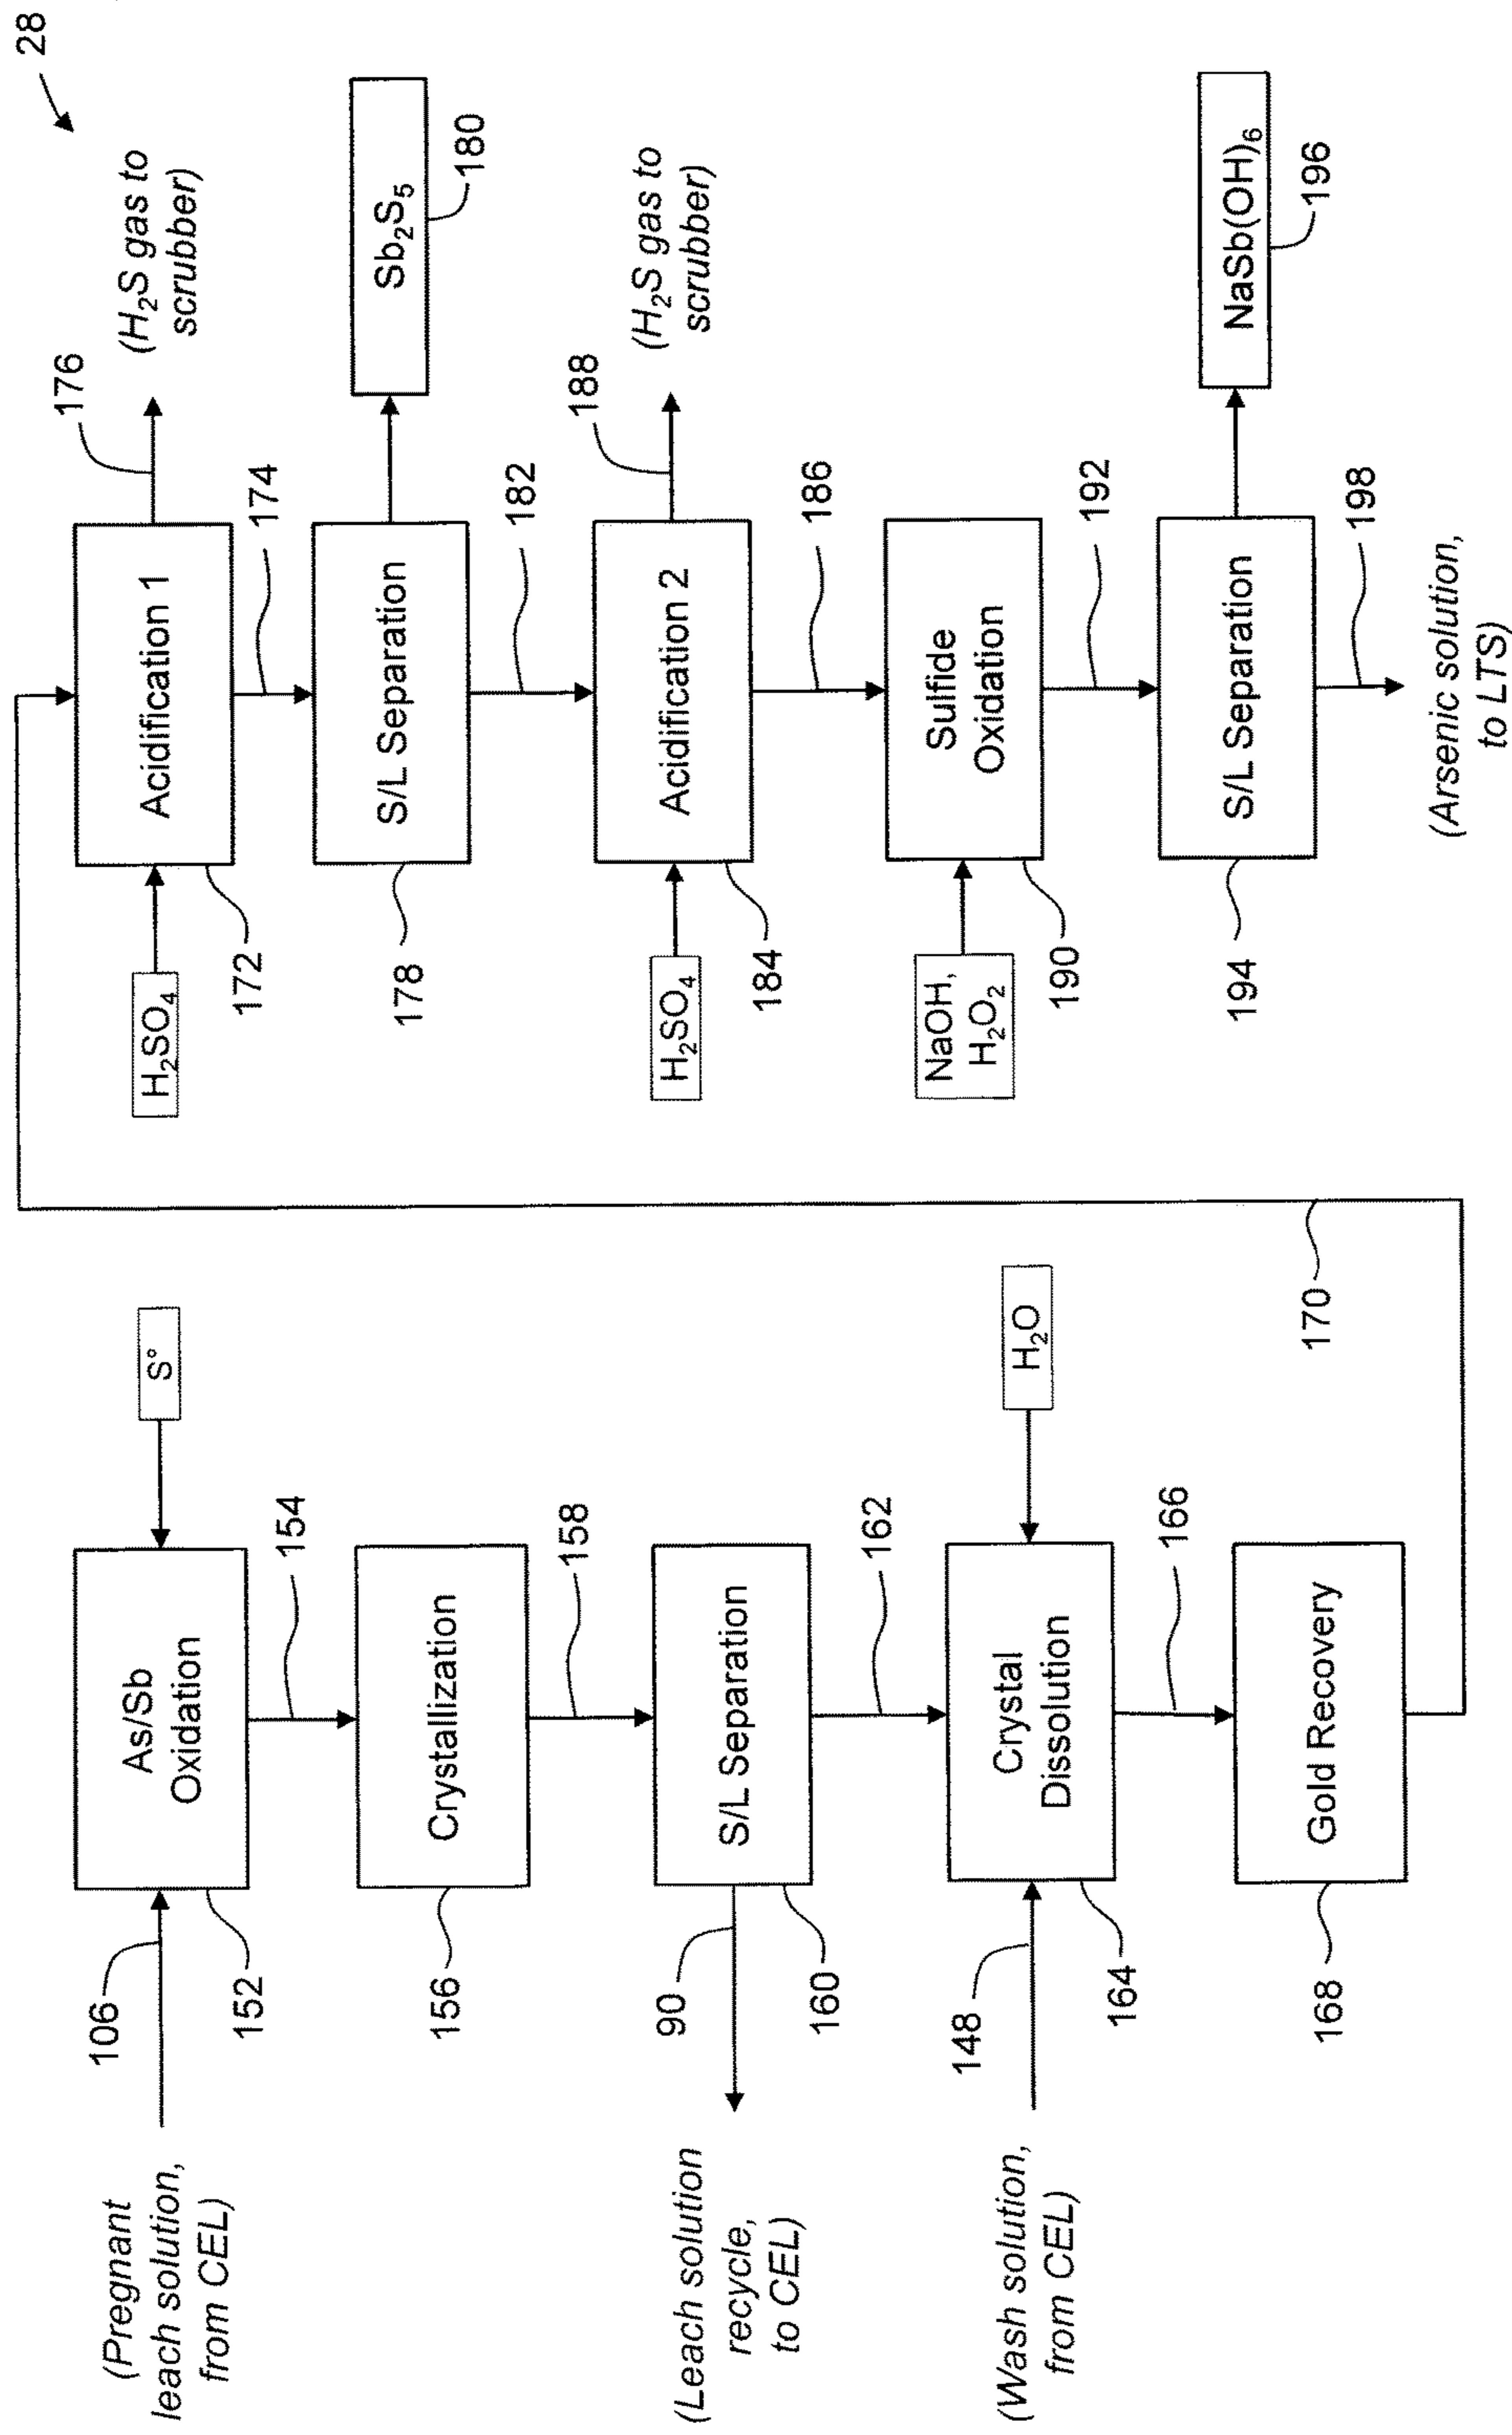 28
(Pregnant
leach solution,
from CEL)
106
As/Sb
Oxidation
152
S°
154
Crystallization
156
158
S/L Separation
160
90
(Leach solution
recycle,
to CEL)
162
Crystal
Dissolution
164
H₂O
148
(Wash solution,
from CEL)
166
Gold Recovery
168
170
H₂SO₄
Acidification 1
172
176
(H₂S gas to
scrubber)
174
S/L Separation
178
Sb₂S₅
180
182
H₂SO₄
Acidification 2
184
188
(H₂S gas to
scrubber)
186
NaOH,
H₂O₂
Sulfide
Oxidation
190
192
S/L Separation
194
NaSb(OH)₆
196
198
(Arsenic solution,
to LTS)